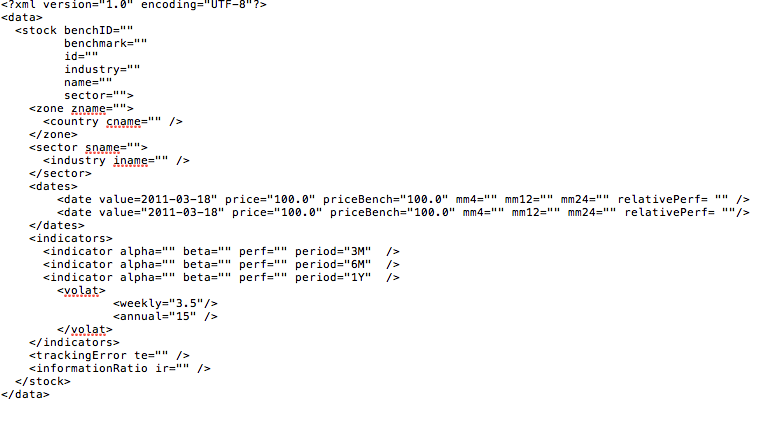 <?xml version="1.0" encoding="UTF-8"?>
<data>
  <stock benchID=""
         benchmark=""
         id=""
         industry=""
         name=""
         sector="">
    <zone zname="">
      <country cname="" />
    </zone>
    <sector sname="">
      <industry iname="" />
    </sector>
    <dates>
        <date value=2011-03-18" price="100.0" priceBench="100.0" mm4="" mm12="" mm24="" relativePerf= "" />
        <date value="2011-03-18" price="100.0" priceBench="100.0" mm4="" mm12="" mm24="" relativePerf= ""/>
    </dates>
    <indicators>
      <indicator alpha="" beta="" perf="" period="3M"  />
      <indicator alpha="" beta="" perf="" period="6M"  />
      <indicator alpha="" beta="" perf="" period="1Y"  />
        <volat>
                <weekly="3.5"/>
                <annual="15" />
        </volat>
    </indicators>
    <trackingError te="" />
    <informationRatio ir="" />
  </stock>
</data>